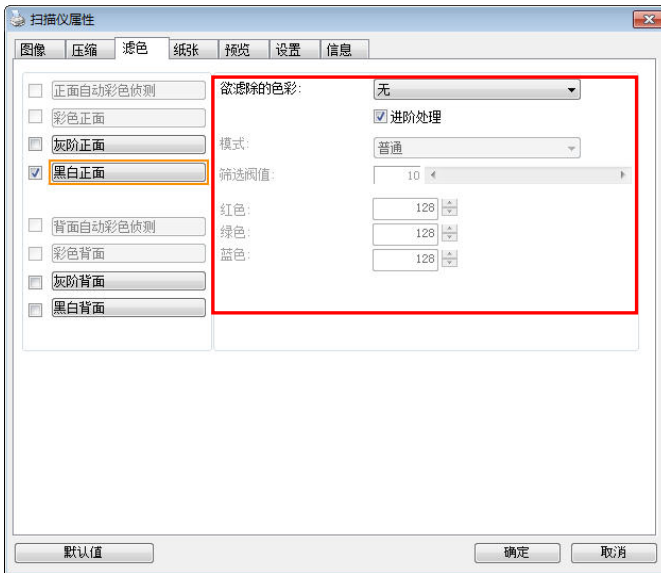 扫描仪属性
图像 压缩 滤色 纸张 预览 设置 信息
正面自动彩色侦测
彩色正面
灰阶正面
黑白正面
背面自动彩色侦测
彩色背面
灰阶背面
黑白背面
欲滤除的色彩: 无
进阶处理
模式: 普通
筛选阀值: 10
红色: 128
绿色: 128
蓝色: 128
默认值 确定 取消